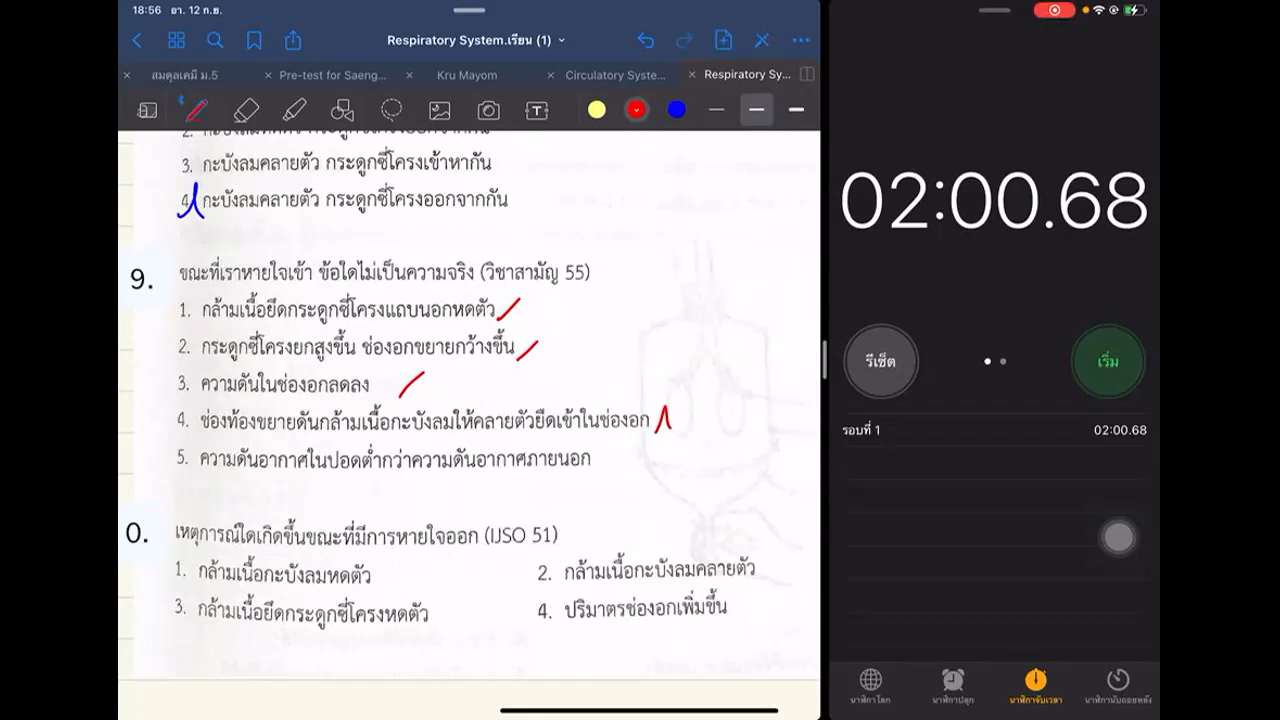 18:56 อา. 12 ก.ย.
Respiratory System.เรียน (1)
สมดุลเคมี ม.5
Pre-test for Saeng...
Kru Mayom
Circulatory Syste...
Respiratory Sy...
3. กะบังลมคลายตัว กระดูกซี่โครงเข้าหากัน
4. กะบังลมคลายตัว กระดูกซี่โครงออกจากกัน
9. ขณะที่เราหายใจเข้า ข้อใดไม่เป็นความจริง (วิชาสามัญ 55)
1. กล้ามเนื้อยึดกระดูกซี่โครงแถบนอกหดตัว
2. กระดูกซี่โครงยกสูงขึ้น ช่องอกขยายกว้างขึ้น
3. ความดันในช่องอกลดลง
4. ช่องท้องขยายดันกล้ามเนื้อกะบังลมให้คลายตัวยืดเข้าในช่องอก
5. ความดันอากาศในปอดต่ำกว่าความดันอากาศภายนอก
0. เหตุการณ์ใดเกิดขึ้นขณะที่มีการหายใจออก (IJSO 51)
1. กล้ามเนื้อกะบังลมหดตัว
2. กล้ามเนื้อกะบังลมคลายตัว
3. กล้ามเนื้อยึดกระดูกซี่โครงหดตัว
4. ปริมาตรช่องอกเพิ่มขึ้น
02:00.68
รีเซ็ต
เริ่ม
รอบที่ 1
02:00.68
นาฬิกาโลก
นาฬิกาปลุก
นาฬิกาจับเวลา
นาฬิกานับถอยหลัง